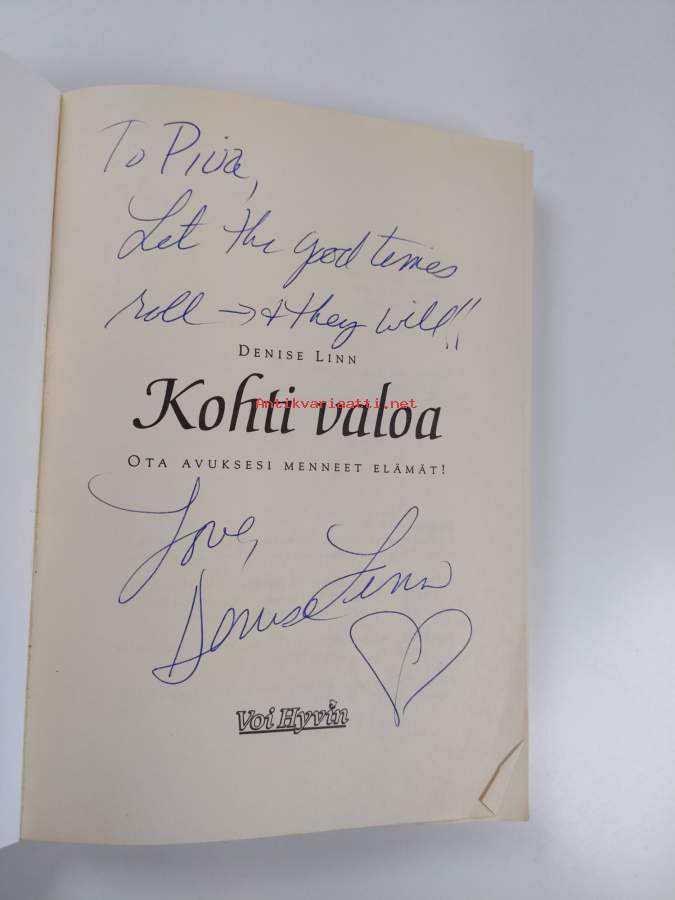 To Piva,
Let the good times
roll → & they will!!
DENISE LINN
Kohti valoa
Antikvariaatti.net
OTA AVUKSESI MENNEET ELÄMÄT!
Love,
Denise Linn
Voi Hyvin